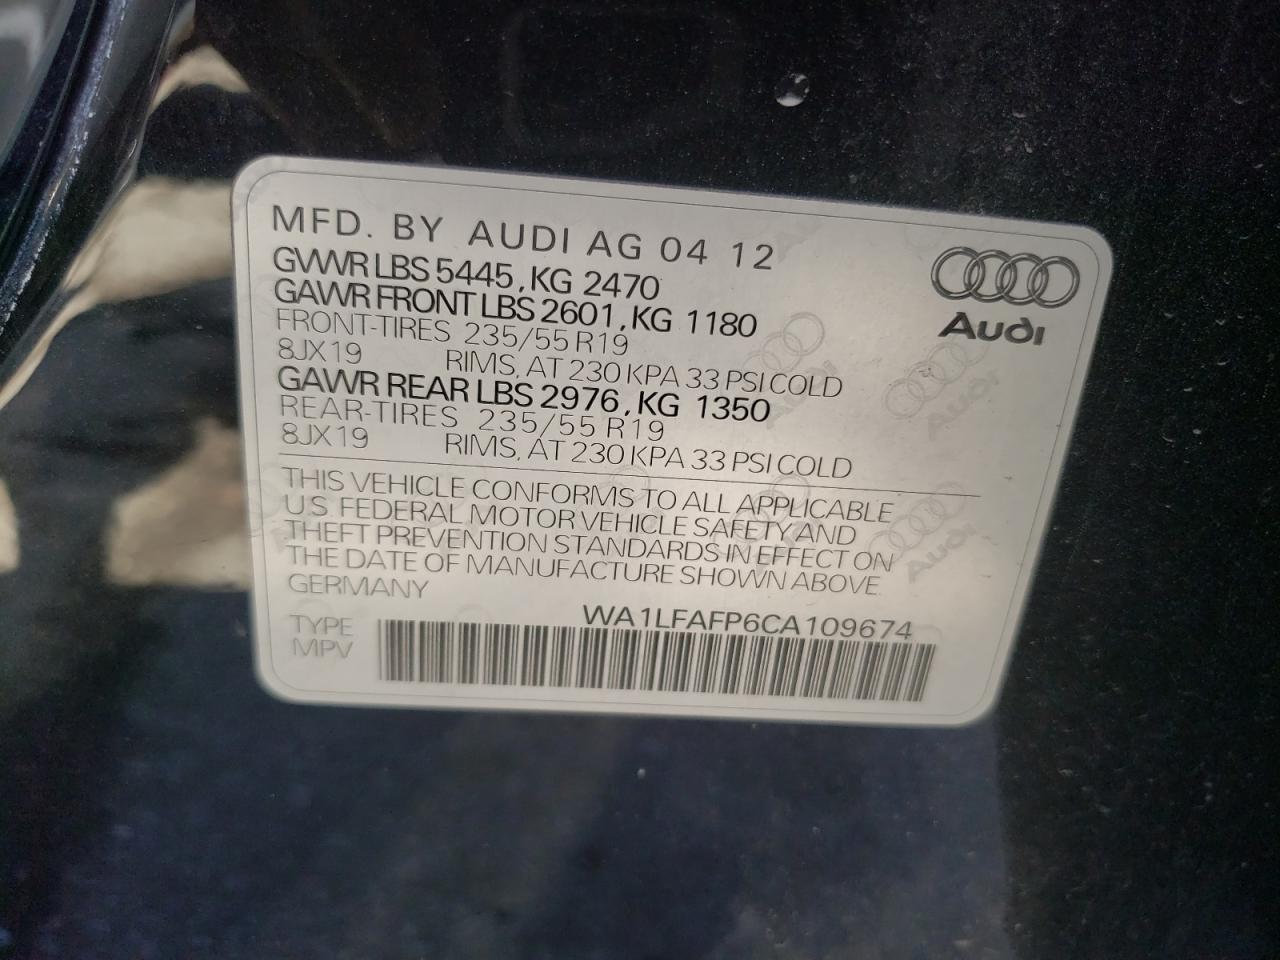 MFD. BY AUDI AG 04 12
GVWR LBS 5445, KG 2470
GAWR FRONT LBS 2601, KG 1180
FRONT-TIRES 235/55 R19
8JX19 RIMS, AT 230 KPA 33 PSI COLD
GAWR REAR LBS 2976, KG 1350
REAR-TIRES 235/55 R19
8JX19 RIMS, AT 230 KPA 33 PSI COLD
Audi
THIS VEHICLE CONFORMS TO ALL APPLICABLE
U.S. FEDERAL MOTOR VEHICLE SAFETY AND
THEFT PREVENTION STANDARDS IN EFFECT ON
THE DATE OF MANUFACTURE SHOWN ABOVE
GERMANY
WA1LFAFP6CA109674
TYPE
MPV